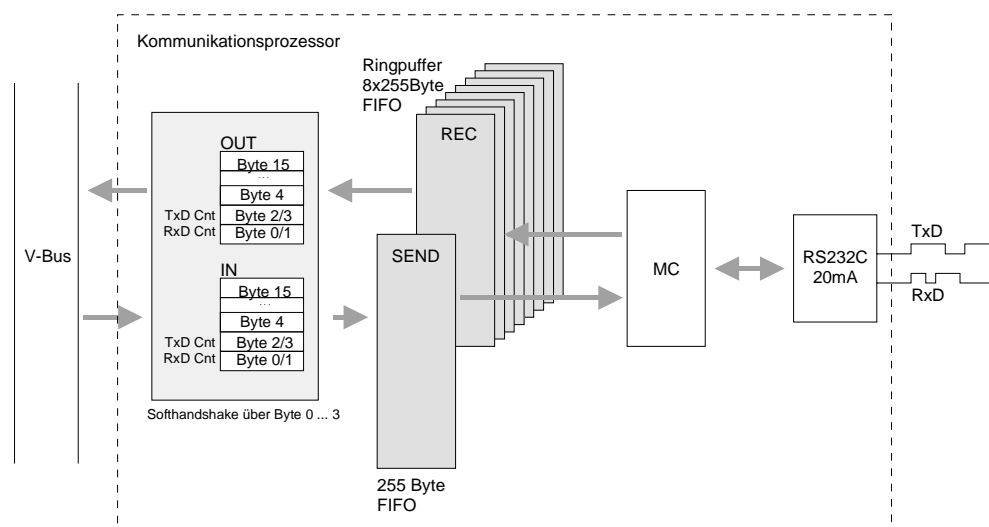 Kommunikationsprozessor
Ringpuffer
8x255Byte
FIFO
REC
OUT
Byte 15
...
Byte 4
TxD Cnt Byte 2/3
RxD Cnt Byte 0/1
V-Bus
SEND
MC
RS232C
20mA
TxD
RxD
IN
Byte 15
...
Byte 4
TxD Cnt Byte 2/3
RxD Cnt Byte 0/1
Softhandshake über Byte 0 ... 3
255 Byte
FIFO